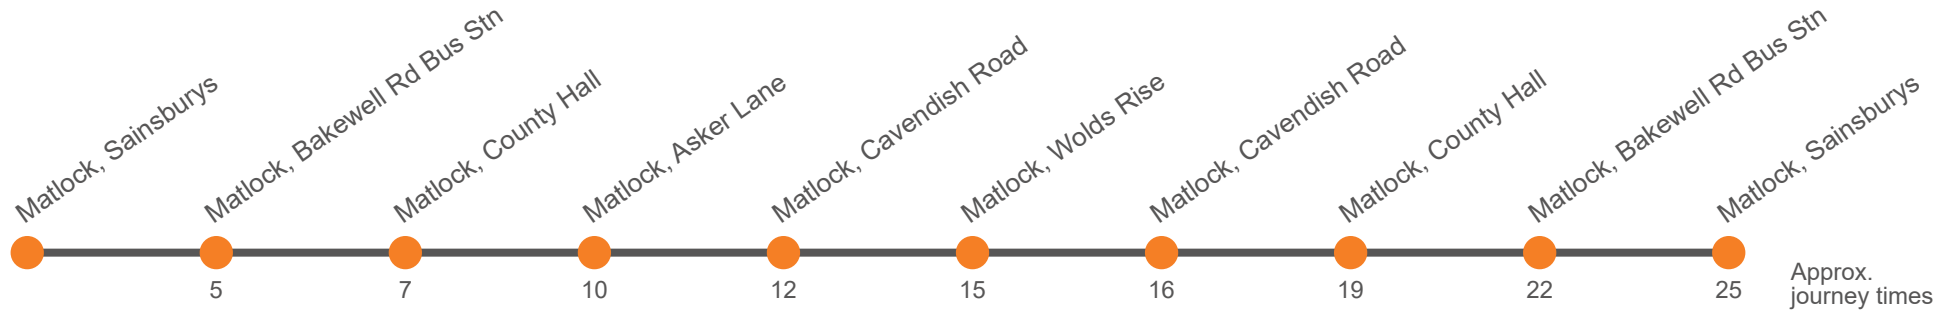 Matlock, Sainsburys
Matlock, Bakewell Rd Bus Stn
Matlock, County Hall
Matlock, Asker Lane
Matlock, Cavendish Road
Matlock, Wolds Rise
Matlock, Cavendish Road
Matlock, County Hall
Matlock, Bakewell Rd Bus Stn
Matlock, Sainsburys
5
7
10
12
15
16
19
22
25
Approx.
journey times